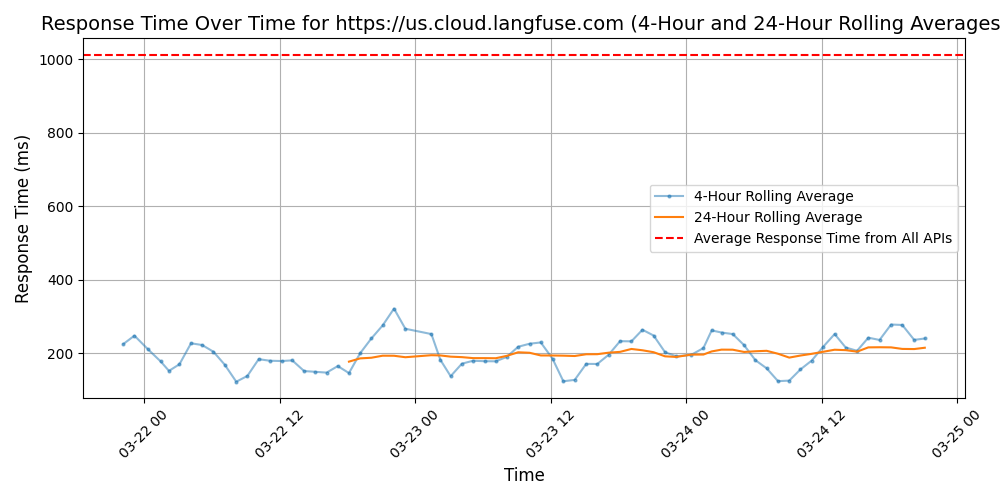 Response Time Over Time for https://us.cloud.langfuse.com (4-Hour and 24-Hour Rolling Averages
Response Time (ms)
1000
800
600
400
200
4-Hour Rolling Average
24-Hour Rolling Average
Average Response Time from All APIs
03-22 00
03-22 12
03-23 00
03-23 12
03-24 00
03-24 12
03-25 00
Time